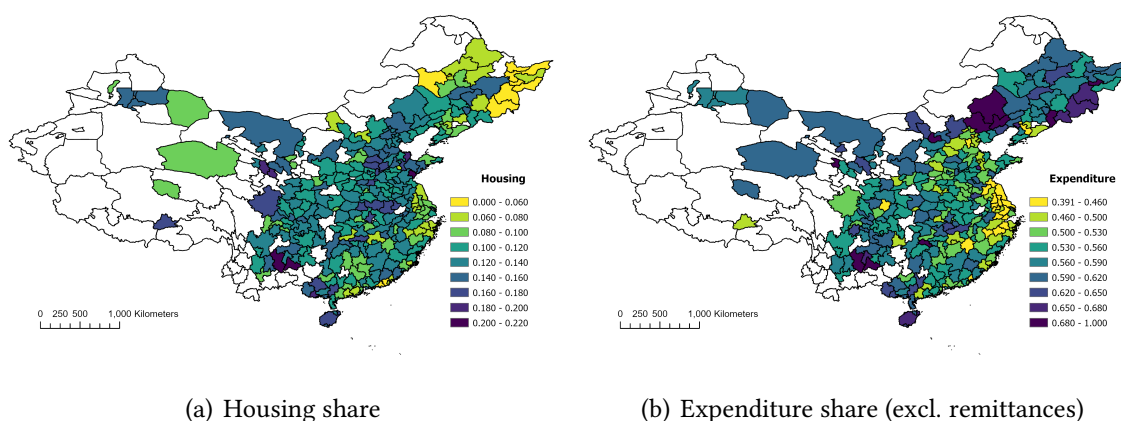 Housing
0.000 - 0.060
0.060 - 0.080
0.080 - 0.100
0.100 - 0.120
0.120 - 0.140
0.140 - 0.160
0.160 - 0.180
0.180 - 0.200
0.200 - 0.220
0 250 500 1,000 Kilometers
Expenditure
0.391 - 0.460
0.460 - 0.500
0.500 - 0.530
0.530 - 0.560
0.560 - 0.590
0.590 - 0.620
0.620 - 0.650
0.650 - 0.680
0.680 - 1.000
0 250 500 1,000 Kilometers
(a) Housing share
(b) Expenditure share (excl. remittances)